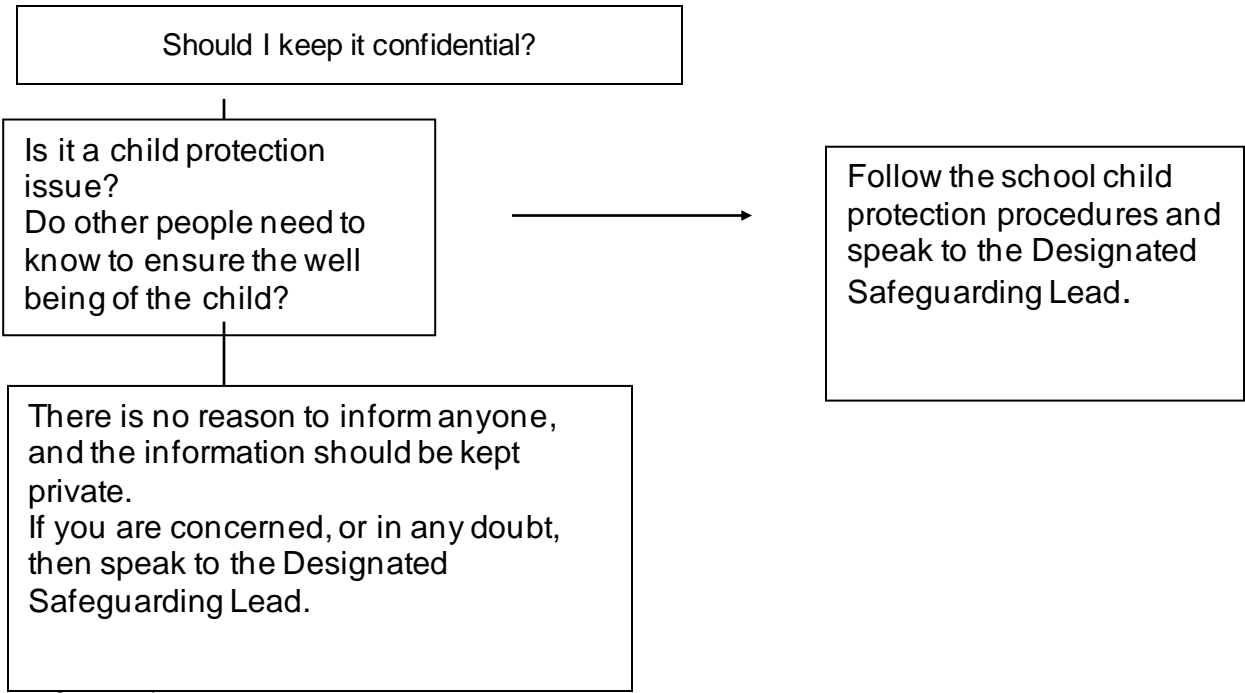 Should I keep it confidential?
Is it a child protection
issue?
Do other people need to
know to ensure the well
being of the child?
Follow the school child
protection procedures and
speak to the Designated
Safeguarding Lead.
There is no reason to inform anyone,
and the information should be kept
private.
If you are concerned, or in any doubt,
then speak to the Designated
Safeguarding Lead.